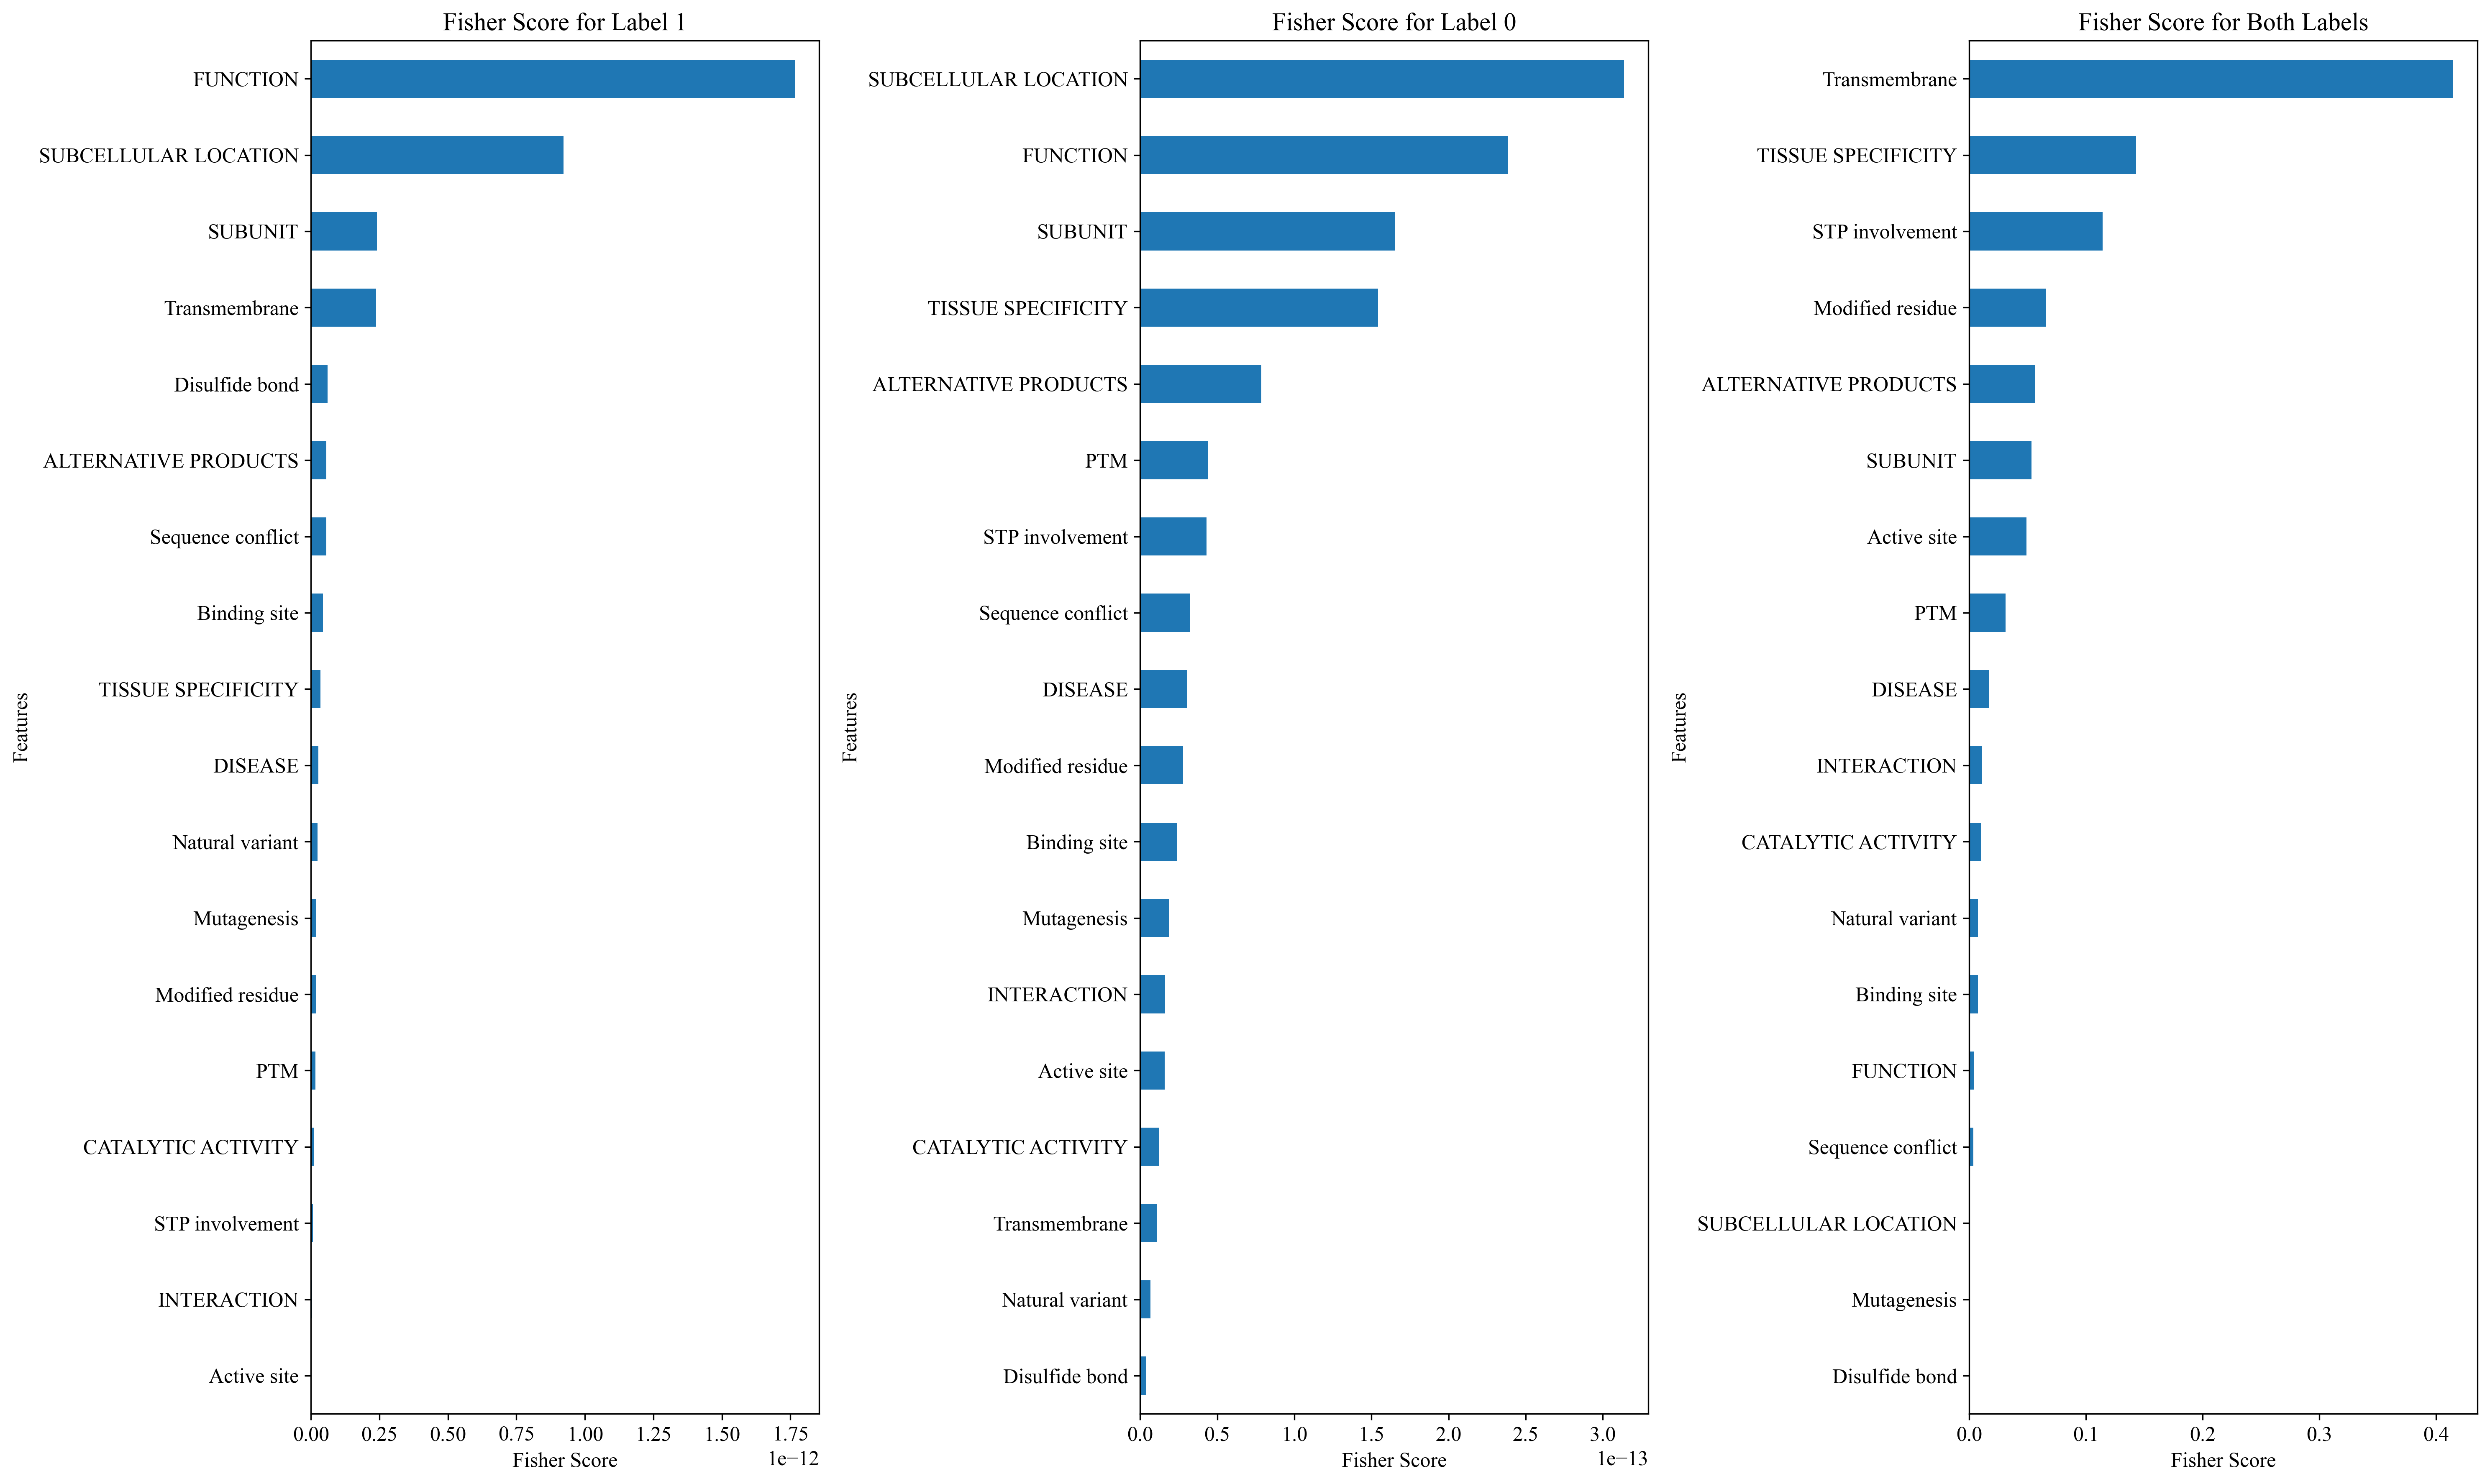 Fisher Score for Label 1
Features
FUNCTION
SUBCELLULAR LOCATION
SUBUNIT
Transmembrane
Disulfide bond
ALTERNATIVE PRODUCTS
Sequence conflict
Binding site
TISSUE SPECIFICITY
DISEASE
Natural variant
Mutagenesis
Modified residue
PTM
CATALYTIC ACTIVITY
STP involvement
INTERACTION
Active site
0.00 0.25 0.50 0.75 1.00 1.25 1.50 1.75
Fisher Score 1e−12
Fisher Score for Label 0
Features
SUBCELLULAR LOCATION
FUNCTION
SUBUNIT
TISSUE SPECIFICITY
ALTERNATIVE PRODUCTS
PTM
STP involvement
Sequence conflict
DISEASE
Modified residue
Binding site
Mutagenesis
INTERACTION
Active site
CATALYTIC ACTIVITY
Transmembrane
Natural variant
Disulfide bond
0.0 0.5 1.0 1.5 2.0 2.5 3.0
Fisher Score 1e−13
Fisher Score for Both Labels
Features
Transmembrane
TISSUE SPECIFICITY
STP involvement
Modified residue
ALTERNATIVE PRODUCTS
SUBUNIT
Active site
PTM
DISEASE
INTERACTION
CATALYTIC ACTIVITY
Natural variant
Binding site
FUNCTION
Sequence conflict
SUBCELLULAR LOCATION
Mutagenesis
Disulfide bond
0.0 0.1 0.2 0.3 0.4
Fisher Score